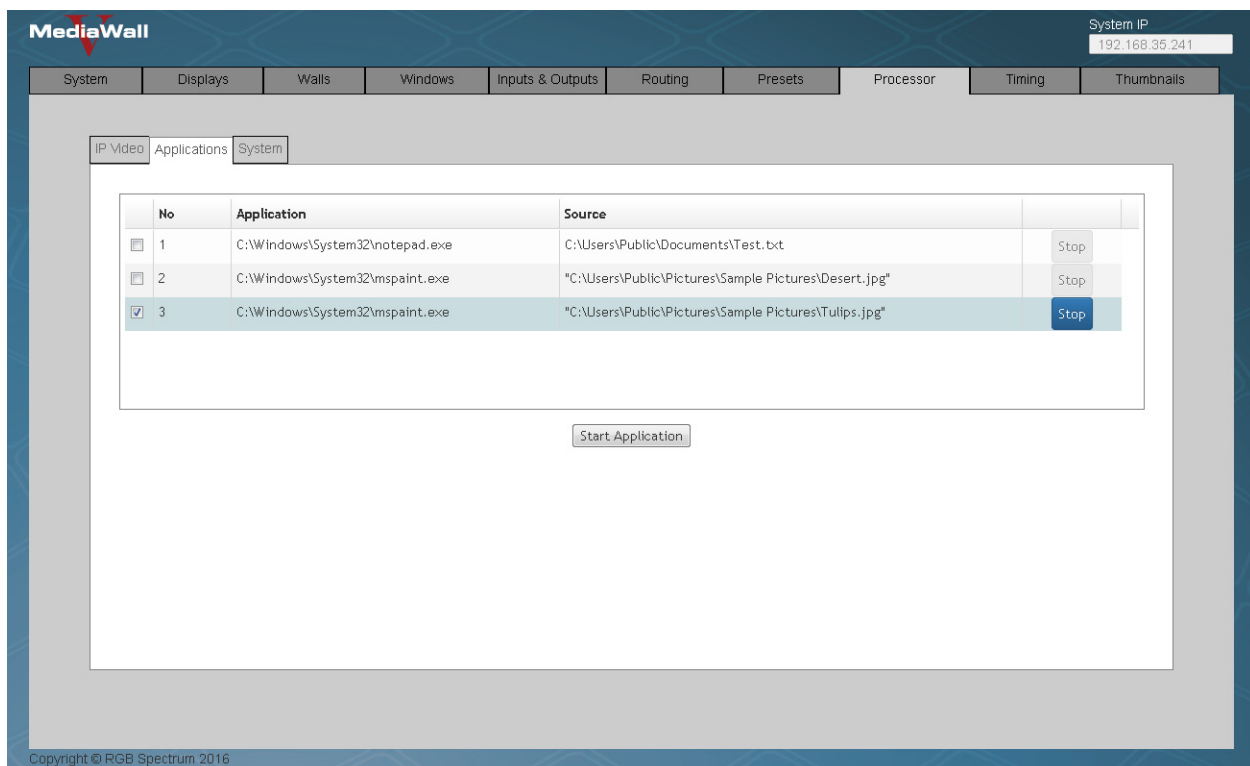 MediaWall V
System IP
192.168.35.241
System Displays Walls Windows Inputs & Outputs Routing Presets Processor Timing Thumbnails
IP Video Applications System
No Application Source
1 C:\Windows\System32\notepad.exe C:\Users\Public\Documents\Test.txt Stop
2 C:\Windows\System32\mspaint.exe "C:\Users\Public\Pictures\Sample Pictures\Desert.jpg" Stop
3 C:\Windows\System32\mspaint.exe "C:\Users\Public\Pictures\Sample Pictures\Tulips.jpg" Stop
Start Application
Copyright © RGB Spectrum 2016